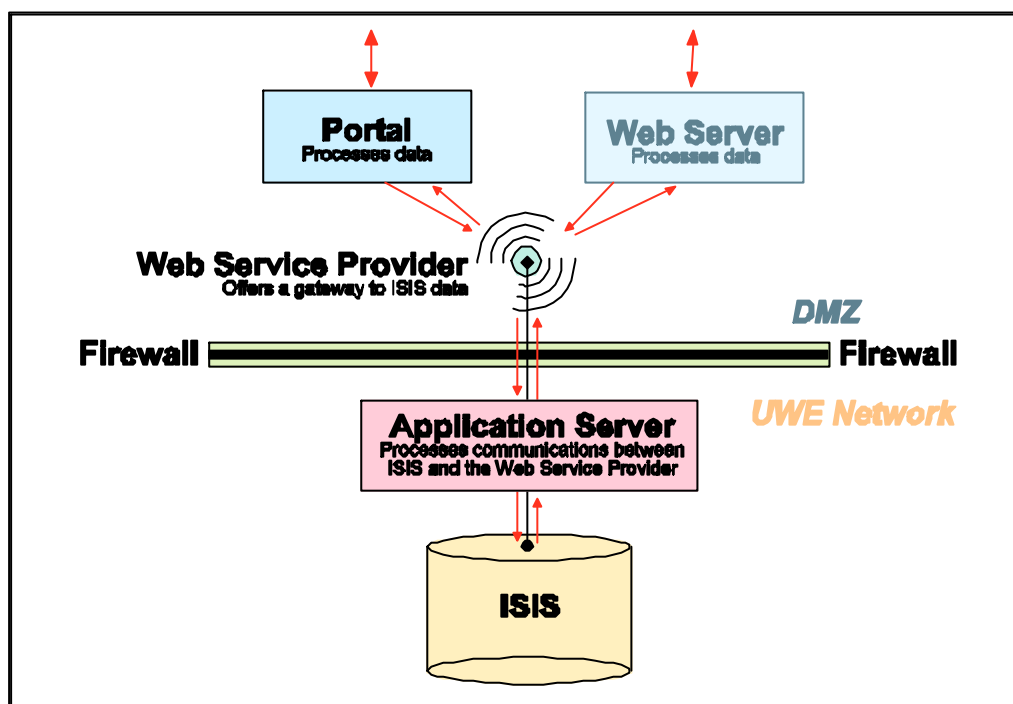 Portal
Processes data
Web Server
Processes data
Web Service Provider
Offers a gateway to ISIS data
DMZ
Firewall
Firewall
UWE Network
Application Server
Processes communications between
ISIS and the Web Service Provider
ISIS